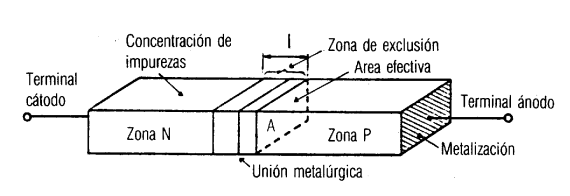 Concentración de
impurezas
l
Zona de exclusión
Area efectiva
Terminal
cátodo
Terminal ánodo
Zona N
A
Zona P
Metalización
Unión metalúrgica